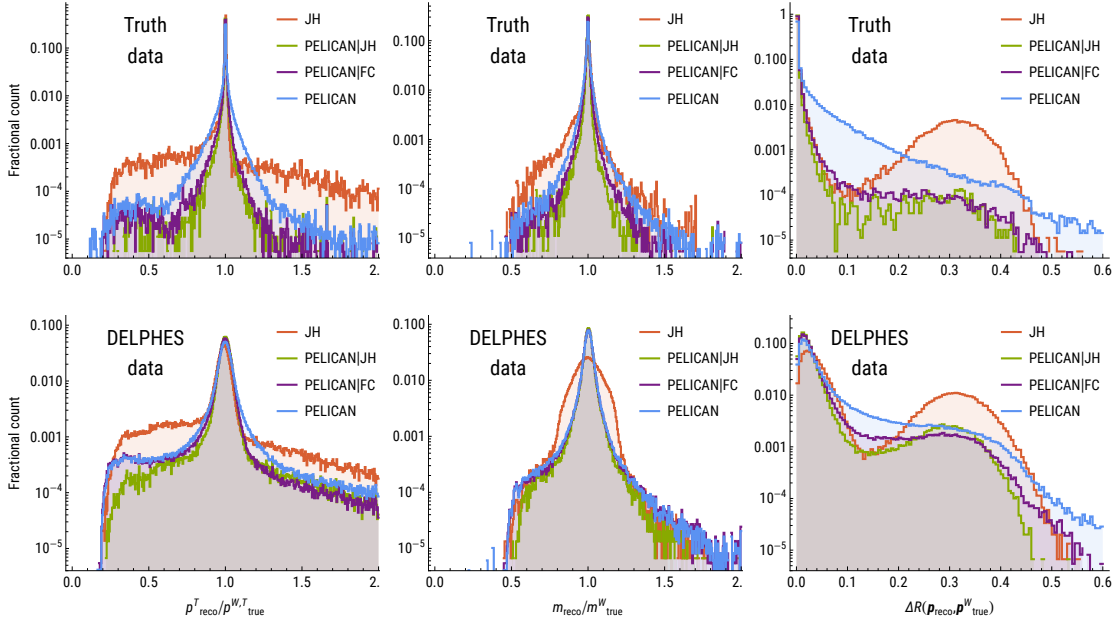 Truth
data
JH
PELICAN|JH
PELICAN|FC
PELICAN
Fractional count
0.100
0.010
0.001
10⁻⁴
10⁻⁵
0.0 0.5 1.0 1.5 2.
Truth
data
JH
PELICAN|JH
PELICAN|FC
PELICAN
0.100
0.010
0.001
10⁻⁴
10⁻⁵
0.0 0.5 1.0 1.5 2.
Truth
data
JH
PELICAN|JH
PELICAN|FC
PELICAN
1
0.100
0.010
0.001
10⁻⁴
10⁻⁵
0.0 0.1 0.2 0.3 0.4 0.5 0.6
DELPHES
data
JH
PELICAN|JH
PELICAN|FC
PELICAN
Fractional count
0.100
0.010
0.001
10⁻⁴
10⁻⁵
0.0 0.5 1.0 1.5 2.
p^T_reco/p^W,T_true
DELPHES
data
JH
PELICAN|JH
PELICAN|FC
PELICAN
0.100
0.010
0.001
10⁻⁴
10⁻⁵
0.0 0.5 1.0 1.5 2.
m_reco/m^W_true
DELPHES
data
JH
PELICAN|JH
PELICAN|FC
PELICAN
0.100
0.010
0.001
10⁻⁴
10⁻⁵
0.0 0.1 0.2 0.3 0.4 0.5 0.6
ΔR(p_reco,p^W_true)